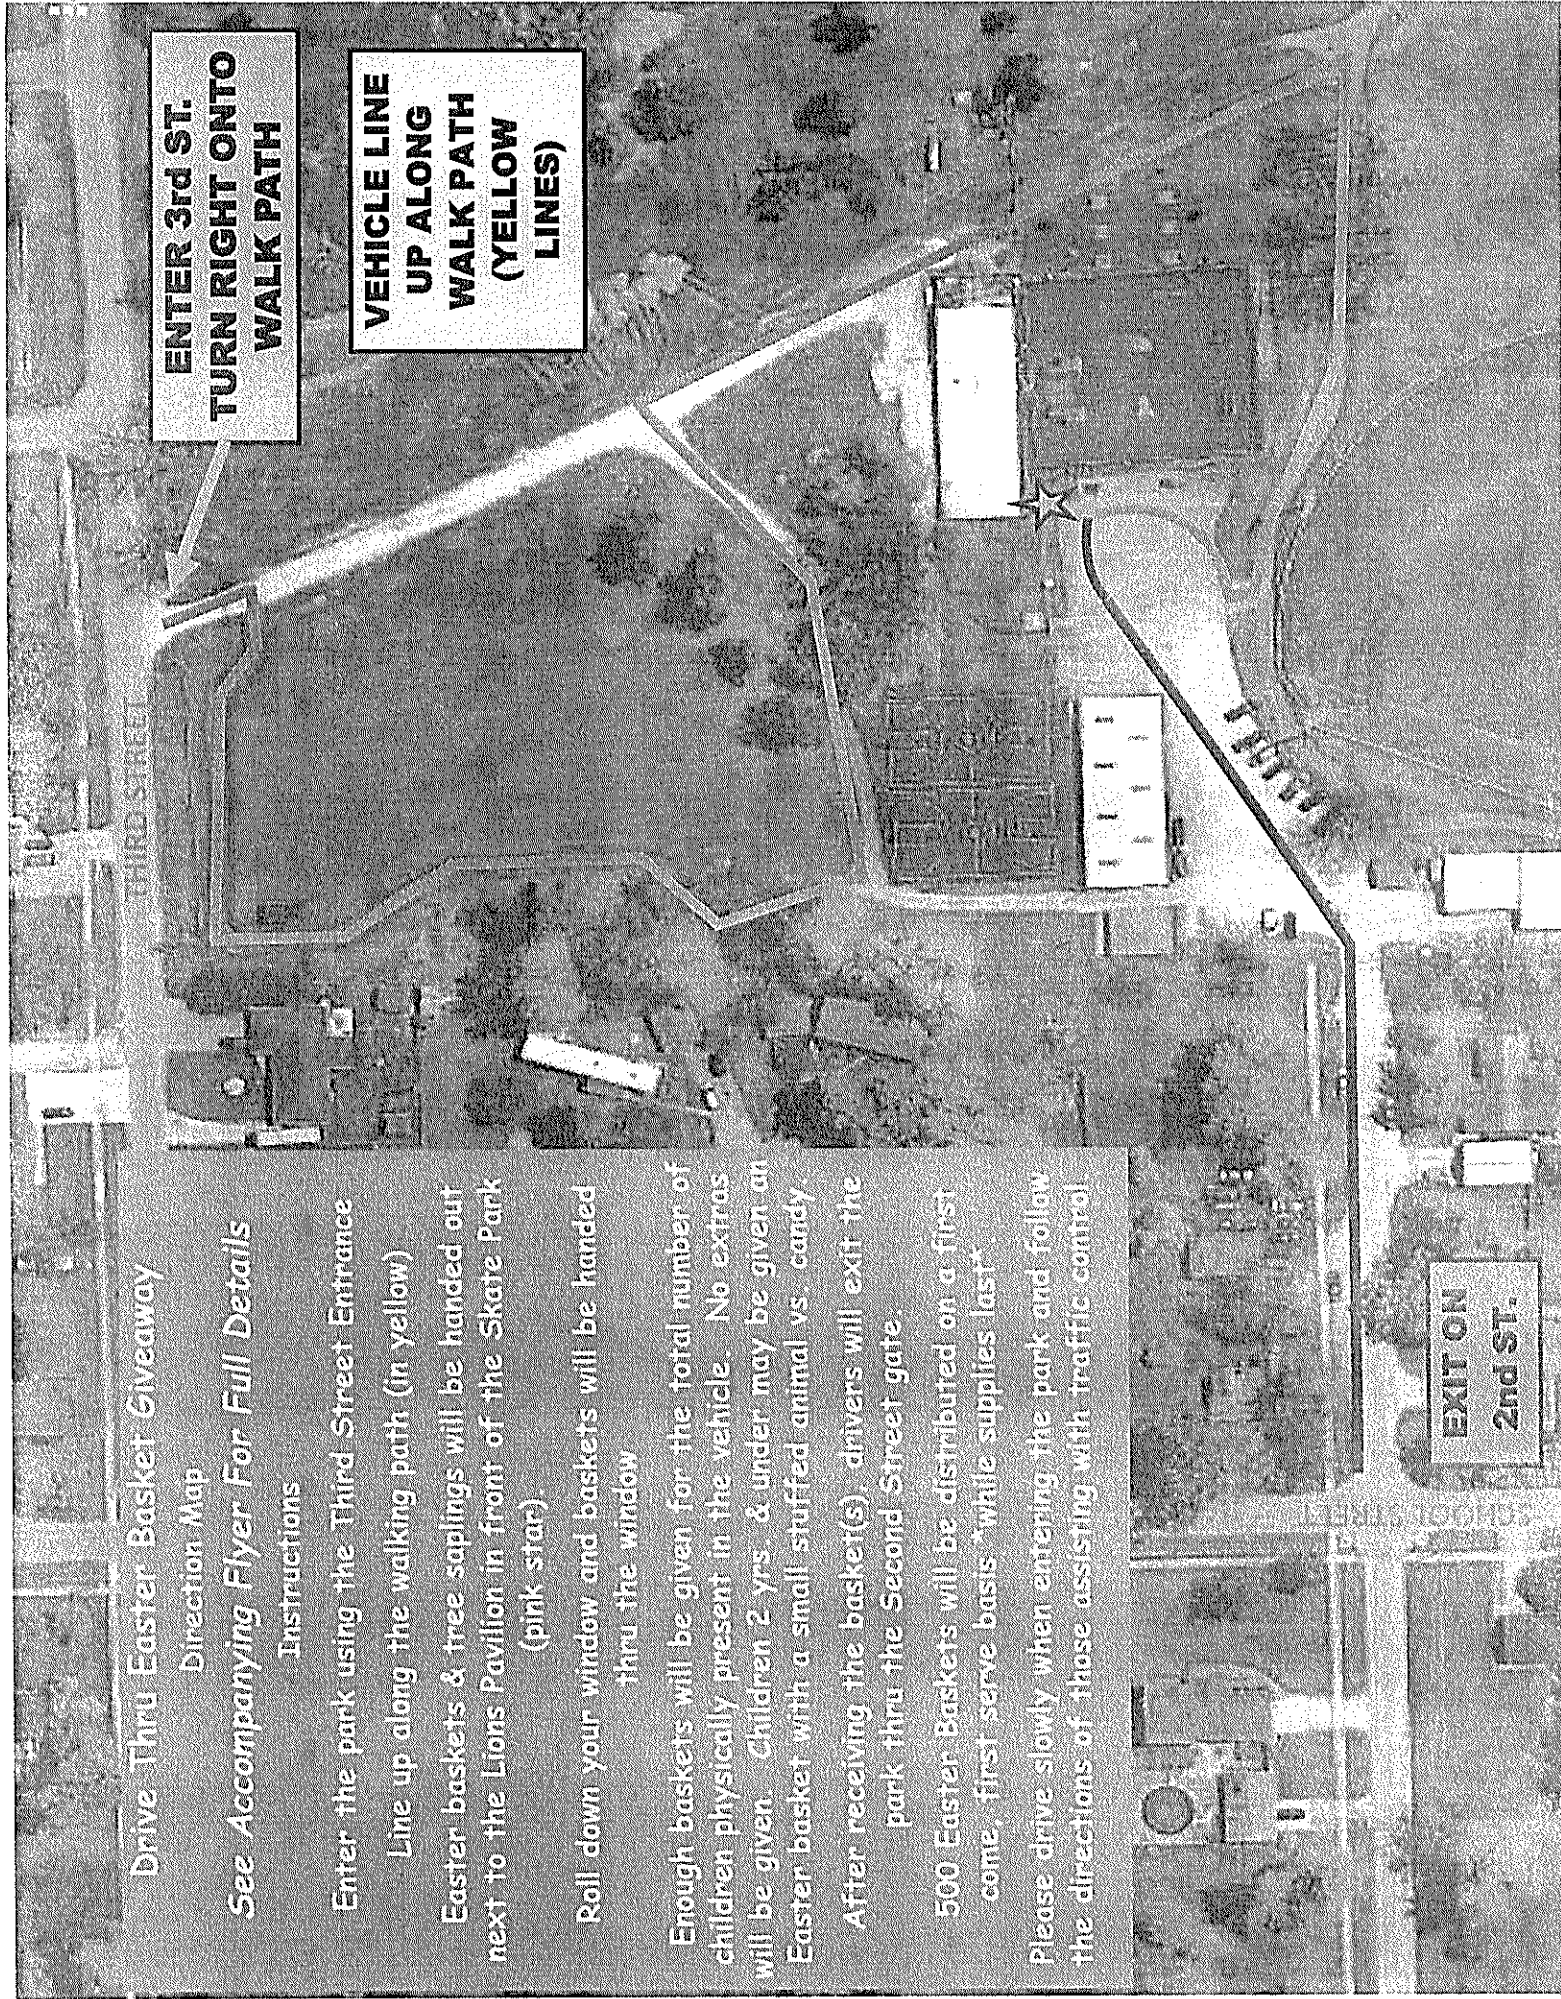 Drive Thru Easter Basket Giveaway
Direction Map
See Accompanying Flyer For Full Details
Instructions
Enter the park using the Third Street Entrance
Line up along the walking path (in yellow)
Easter baskets & tree saplings will be handed out
next to the Lions Pavilion in front of the Skate Park
(pink star).
Roll down your window and baskets will be handed
thru the window
Enough baskets will be given for the total number of
children physically present in the vehicle. No extras
will be given. Children 2 yrs. & under may be given an
Easter basket with a small stuffed animal vs. candy.
After receiving the basket(s), drivers will exit the
park thru the Second Street gate.
500 Easter Baskets will be distributed on a first
come, first serve basis *while supplies last*.
Please drive slowly when entering the park and follow
the directions of those assisting with traffic control
THIRD STREET
ENTER 3rd ST.
TURN RIGHT ONTO
WALK PATH
VEHICLE LINE
UP ALONG
WALK PATH
(YELLOW
LINES)
EXIT ON
2nd ST.